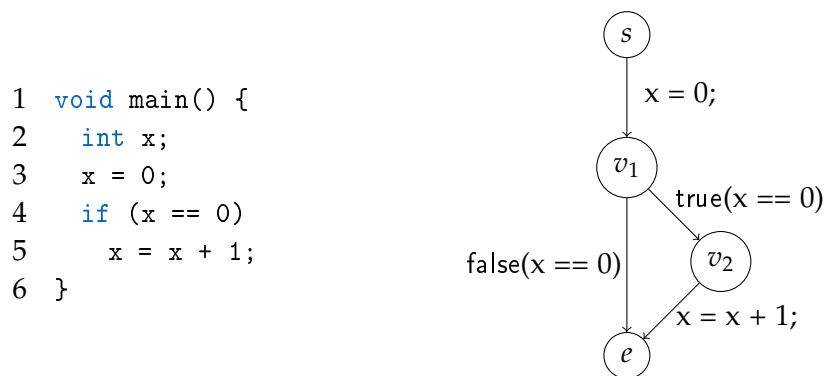 1 void main() {
2 int x;
3 x = 0;
4 if (x == 0)
5 x = x + 1;
6 }
s
x = 0;
v1
true(x == 0)
false(x == 0)
v2
x = x + 1;
e